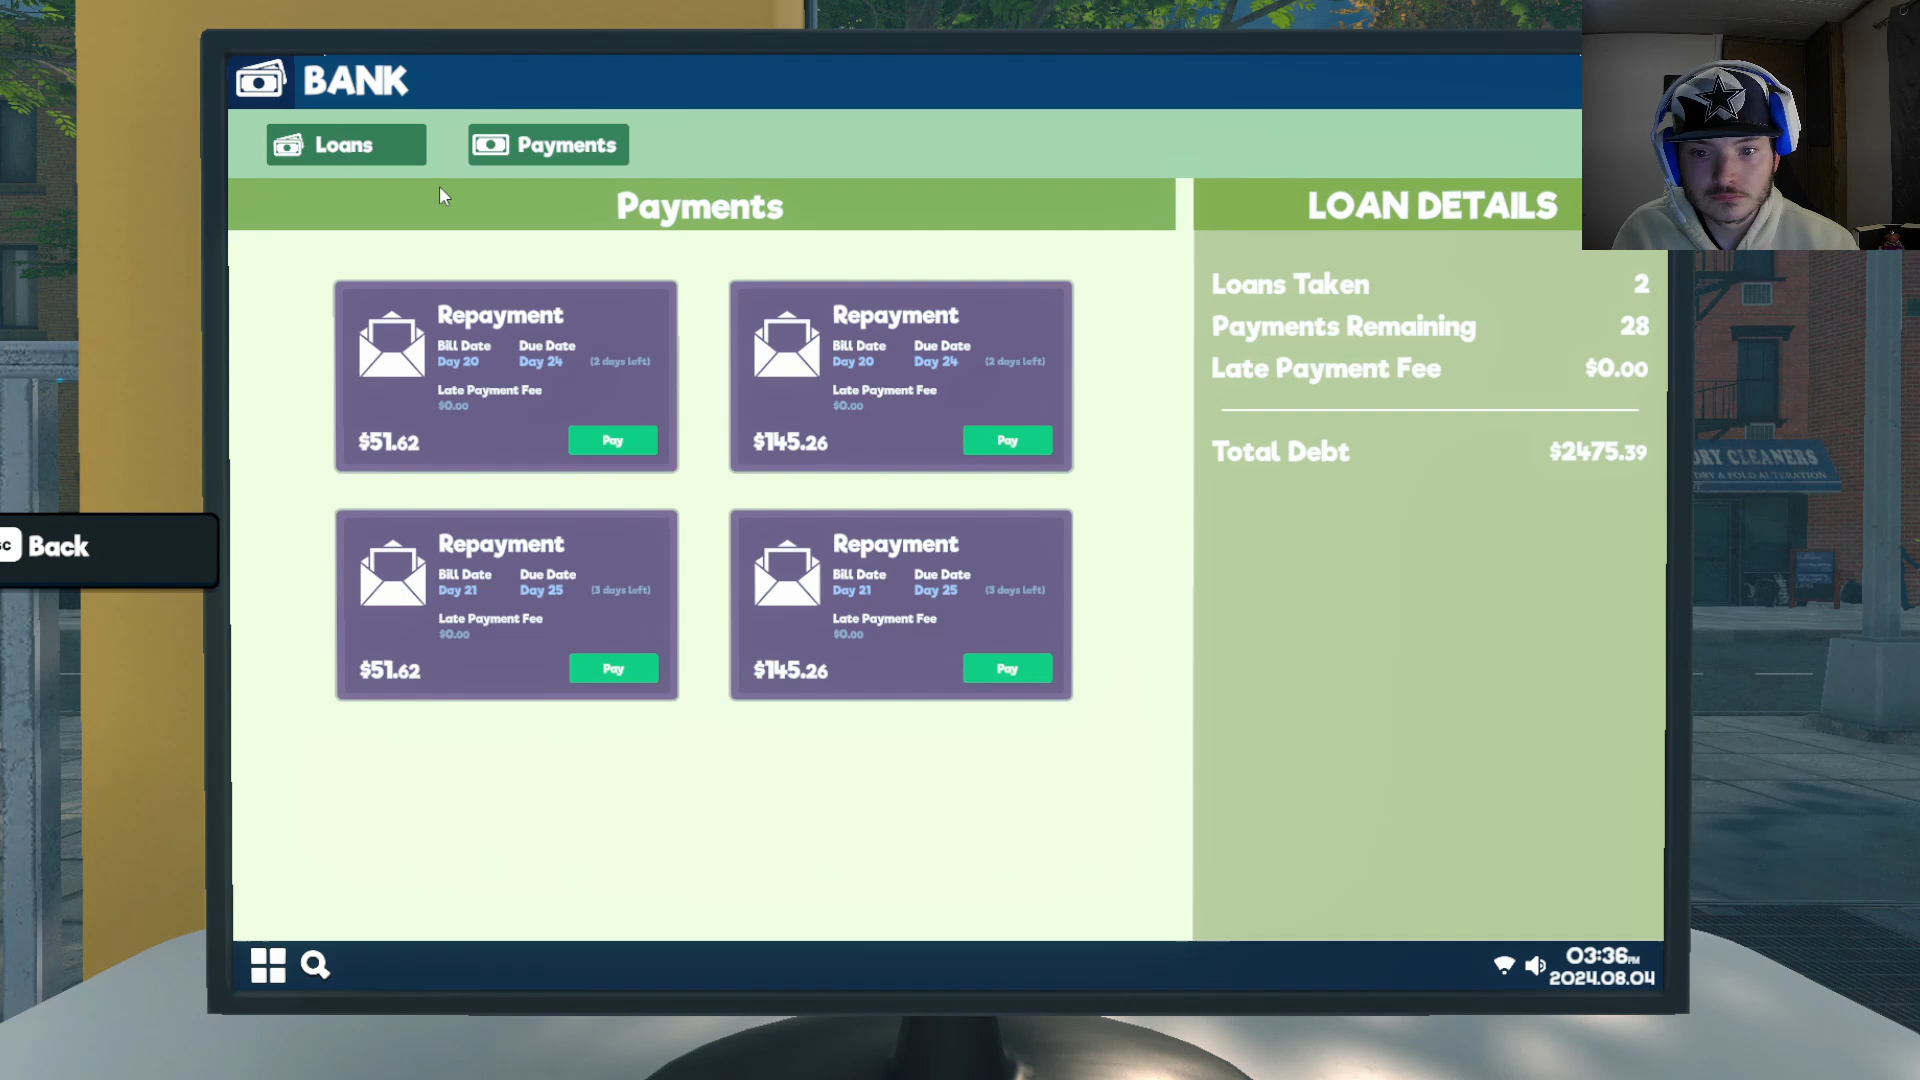 BANK
Loans
Payments
Payments
Repayment
Bill Date
Due Date
Day 20
Day 24
(2 days left)
Late Payment Fee
$0.00
$51.62
Pay
Repayment
Bill Date
Due Date
Day 20
Day 24
(2 days left)
Late Payment Fee
$0.00
$145.26
Pay
Repayment
Bill Date
Due Date
Day 21
Day 25
(3 days left)
Late Payment Fee
$0.00
$51.62
Pay
Repayment
Bill Date
Due Date
Day 21
Day 25
(3 days left)
Late Payment Fee
$0.00
$145.26
Pay
LOAN DETAILS
Loans Taken 2
Payments Remaining 28
Late Payment Fee $0.00
Total Debt $2475.39
Back
RY CLEANERS
03:36PM
2024.08.04